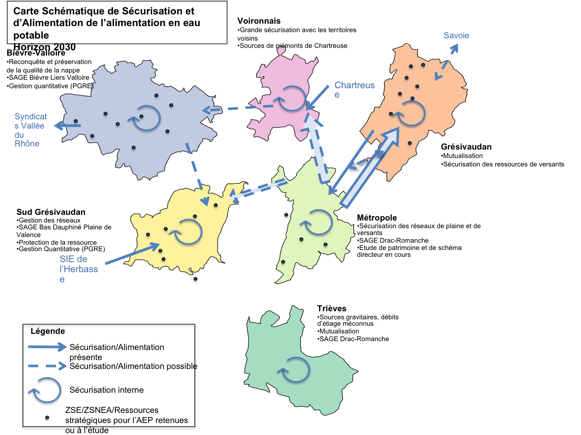 Carte Schématique de Sécurisation et
d'Alimentation de l'alimentation en eau
potable
Horizon 2030
Bièvre-Valloire
•Reconquête et préservation
de la qualité de la nappe
•SAGE Bièvre Liers Valloire
•Gestion quantitative (PGRE)
Voironnais
•Grande sécurisation avec les territoires
voisins
•Sources de piémonts de Chartreuse
Savoie
Chartreus
e
Syndicat
s Vallée
du
Rhône
Grésivaudan
•Mutualisation
•Sécurisation des ressources de versants
Sud Grésivaudan
•Gestion des réseaux
•SAGE Bas Dauphiné Plaine de
Valence
•Protection de la ressource
•Gestion Quantitative (PGRE)
SIE de
l'Herbass
e
Métropole
•Sécurisation des réseaux de plaine et de
versants
•SAGE Drac-Romanche
•Etude de patrimoine et de schéma
directeur en cours
Trièves
•Sources gravitaires, débits
d'étiage méconnus
•Mutualisation
•SAGE Drac-Romanche
Légende
Sécurisation/Alimentation
présente
Sécurisation/Alimentation possible
Sécurisation interne
ZSE/ZSNEA/Ressources
stratégiques pour l'AEP retenues
ou à l'étude